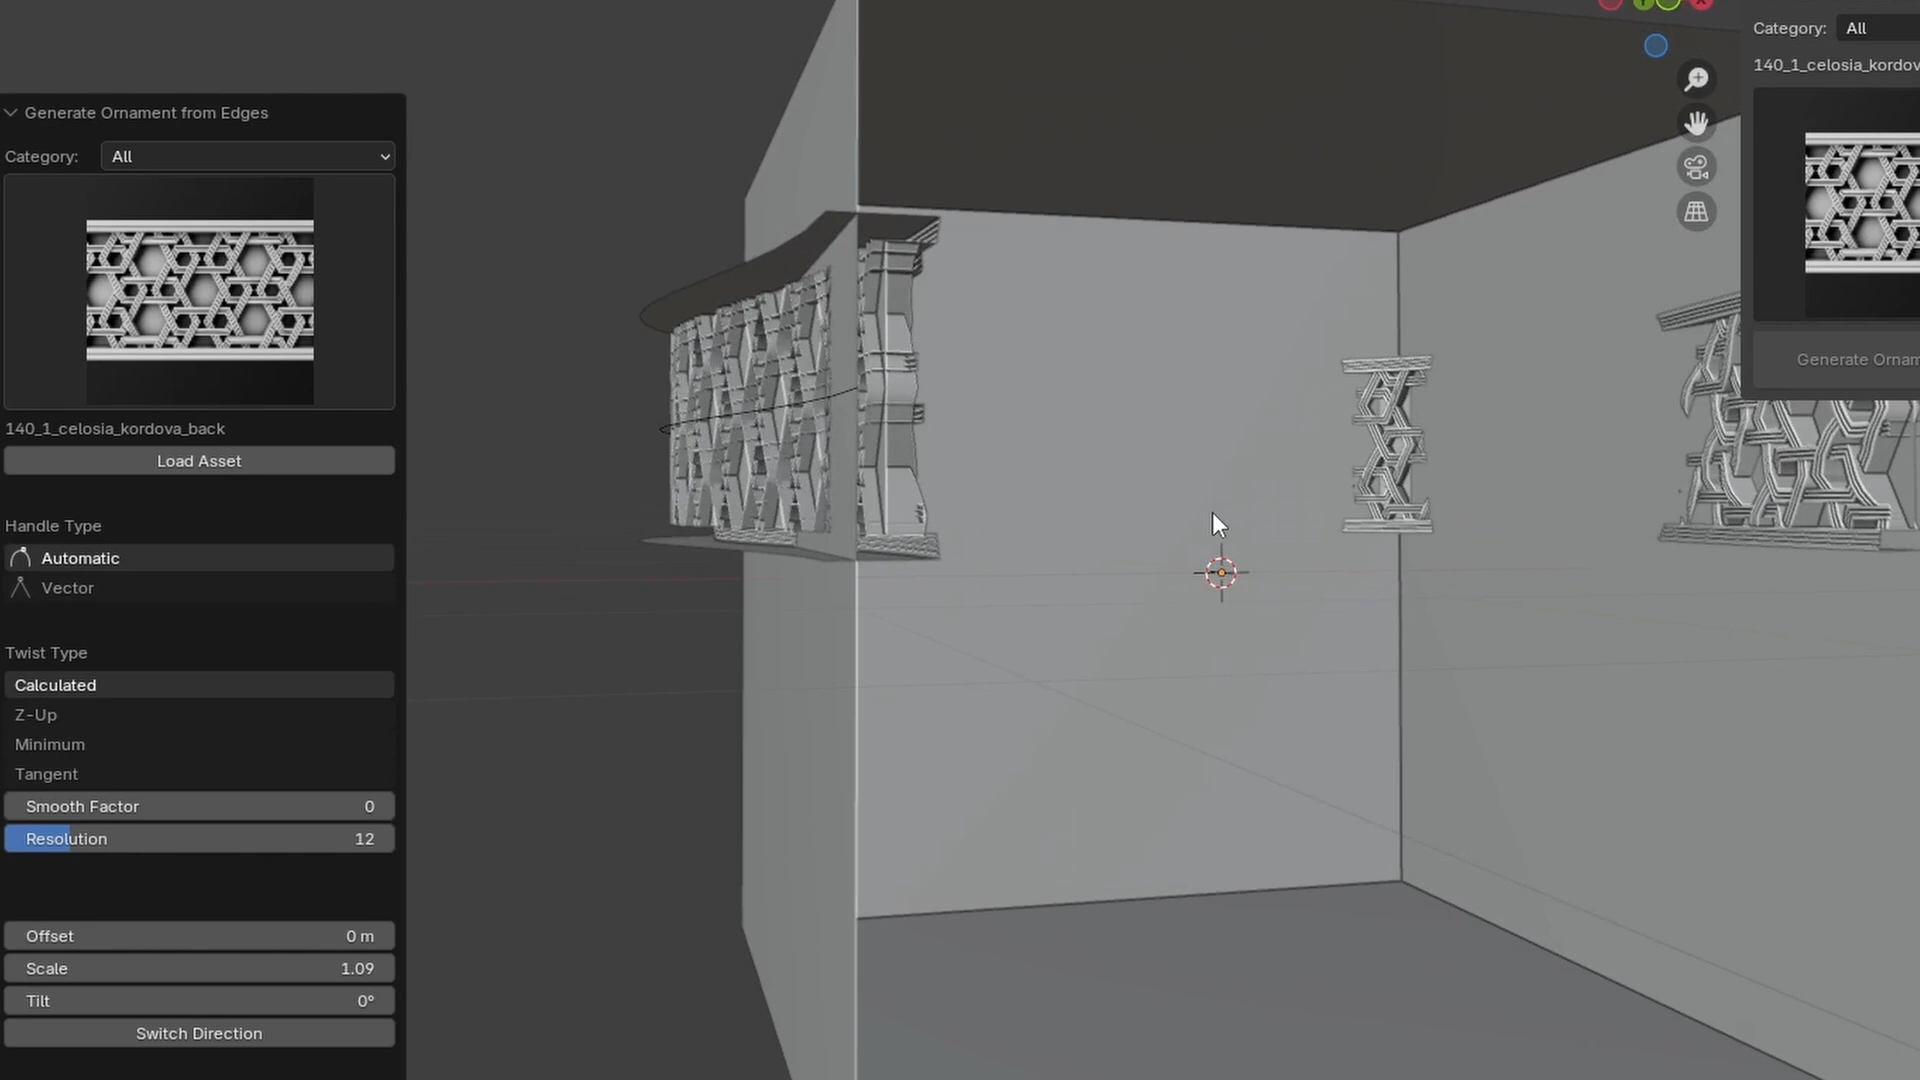 Generate Ornament from Edges
Category: All
140_1_celosia_kordova_back
Load Asset
Handle Type
Automatic
Vector
Twist Type
Calculated
Z-Up
Minimum
Tangent
Smooth Factor 0
Resolution 12
Offset 0 m
Scale 1.09
Tilt 0°
Switch Direction
Category: All
140_1_celosia_kordov
Generate Ornam